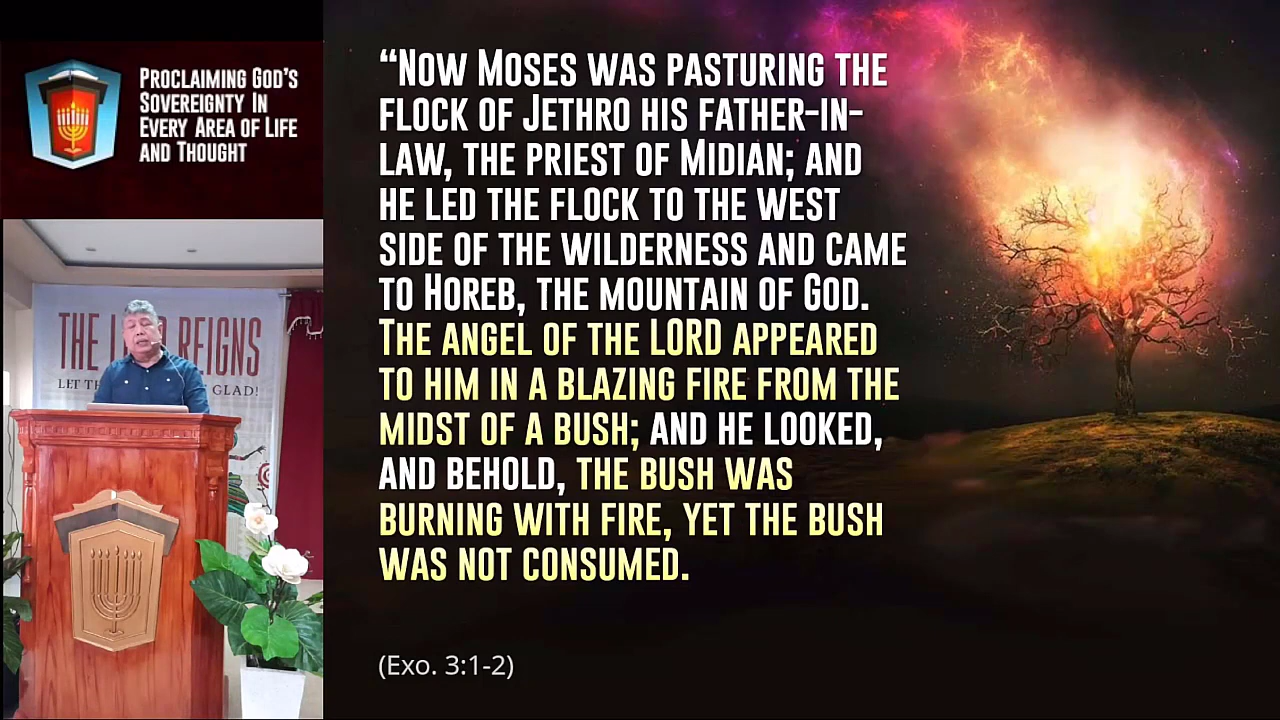 PROCLAIMING GOD'S
SOVEREIGNTY IN
EVERY AREA OF LIFE
AND THOUGHT
THE REIGNS
LET GLAD!
“NOW MOSES WAS PASTURING THE
FLOCK OF JETHRO HIS FATHER-IN-
LAW, THE PRIEST OF MIDIAN; AND
HE LED THE FLOCK TO THE WEST
SIDE OF THE WILDERNESS AND CAME
TO HOREB, THE MOUNTAIN OF GOD.
THE ANGEL OF THE LORD APPEARED
TO HIM IN A BLAZING FIRE FROM THE
MIDST OF A BUSH; AND HE LOOKED,
AND BEHOLD, THE BUSH WAS
BURNING WITH FIRE, YET THE BUSH
WAS NOT CONSUMED.
(Exo. 3:1-2)